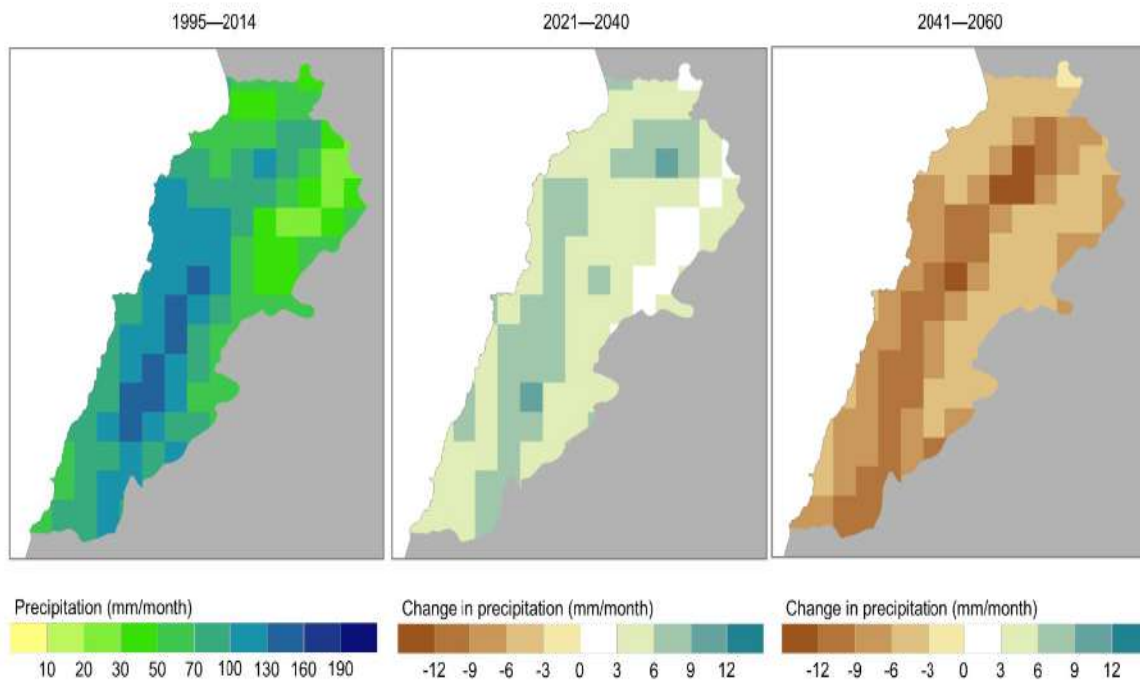 1995—2014
2021—2040
2041—2060
Precipitation (mm/month)
10 20 30 50 70 100 130 160 190
Change in precipitation (mm/month)
-12 -9 -6 -3 0 3 6 9 12
Change in precipitation (mm/month)
-12 -9 -6 -3 0 3 6 9 12